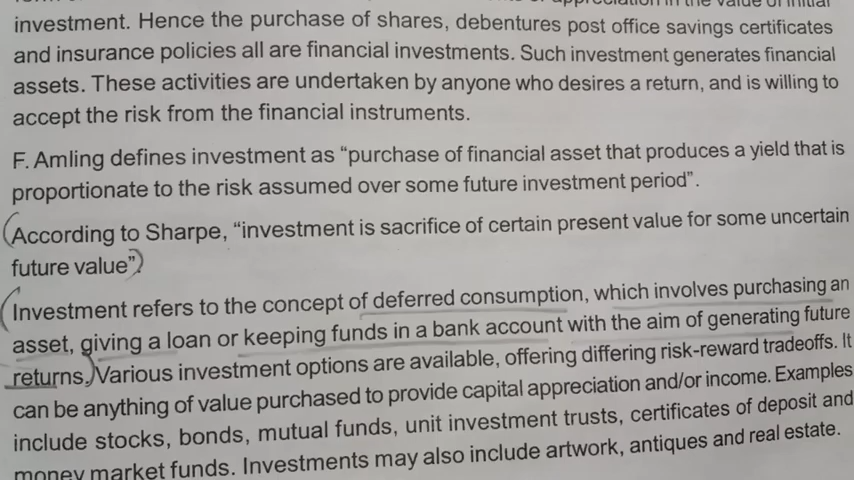 appreciation in the value of initial
investment. Hence the purchase of shares, debentures post office savings certificates
and insurance policies all are financial investments. Such investment generates financial
assets. These activities are undertaken by anyone who desires a return, and is willing to
accept the risk from the financial instruments.
F. Amling defines investment as “purchase of financial asset that produces a yield that is
proportionate to the risk assumed over some future investment period”.
According to Sharpe, “investment is sacrifice of certain present value for some uncertain
future value”?
Investment refers to the concept of deferred consumption, which involves purchasing an
asset, giving a loan or keeping funds in a bank account with the aim of generating future
returns. Various investment options are available, offering differing risk-reward tradeoffs. It
can be anything of value purchased to provide capital appreciation and/or income. Examples
include stocks, bonds, mutual funds, unit investment trusts, certificates of deposit and
money market funds. Investments may also include artwork, antiques and real estate.